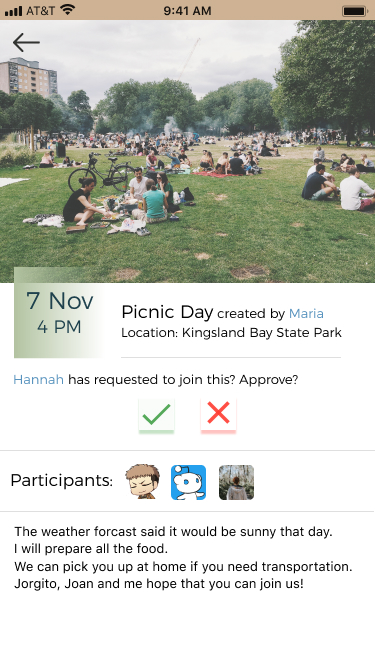 AT&T 9:41 AM
7 Nov
4 PM
Picnic Day created by Maria
Location: Kingsland Bay State Park
Hannah has requested to join this? Approve?
Participants:
The weather forcast said it would be sunny that day.
I will prepare all the food.
We can pick you up at home if you need transportation.
Jorgito, Joan and me hope that you can join us!